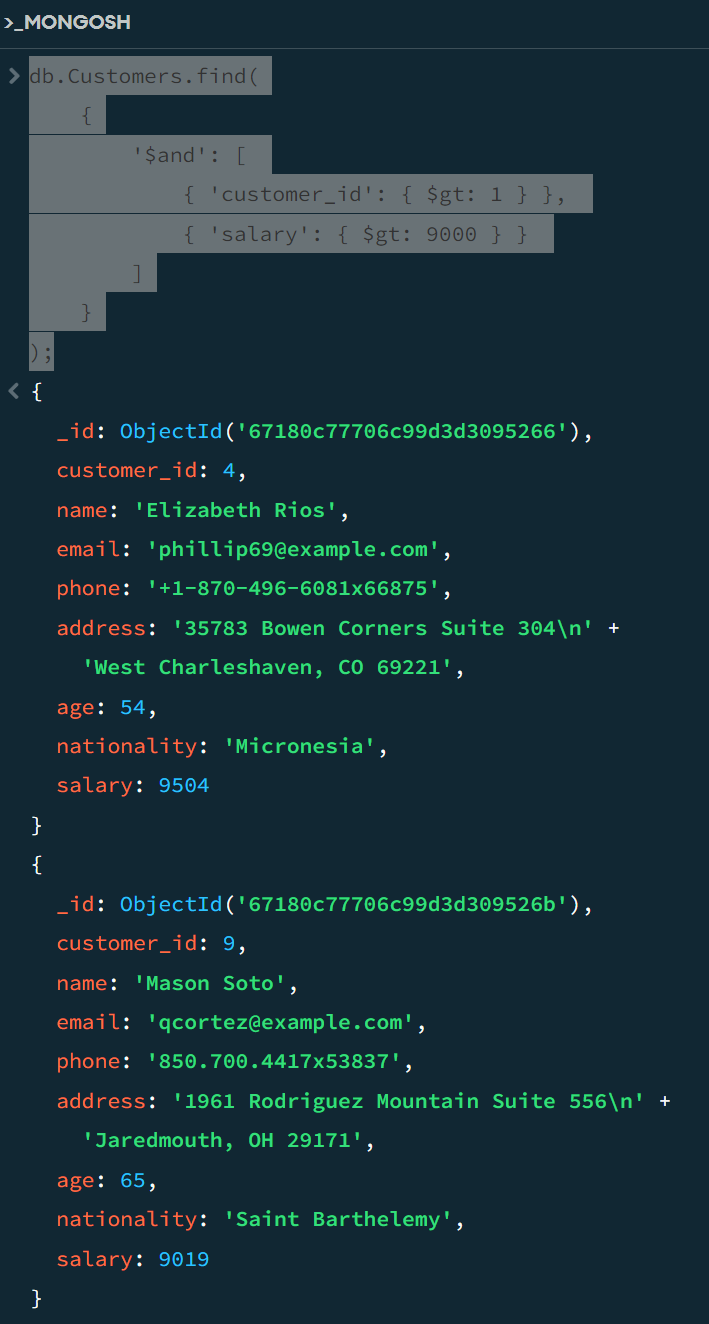 >_MONGOSH
> db.Customers.find(
    {
        '$and': [
            { 'customer_id': { $gt: 1 } },
            { 'salary': { $gt: 9000 } }
        ]
    }
);
< {
  _id: ObjectId('67180c77706c99d3d3095266'),
  customer_id: 4,
  name: 'Elizabeth Rios',
  email: 'phillip69@example.com',
  phone: '+1-870-496-6081x66875',
  address: '35783 Bowen Corners Suite 304\n' +
    'West Charleshaven, CO 69221',
  age: 54,
  nationality: 'Micronesia',
  salary: 9504
}
{
  _id: ObjectId('67180c77706c99d3d309526b'),
  customer_id: 9,
  name: 'Mason Soto',
  email: 'qcortez@example.com',
  phone: '850.700.4417x53837',
  address: '1961 Rodriguez Mountain Suite 556\n' +
    'Jaredmouth, OH 29171',
  age: 65,
  nationality: 'Saint Barthelemy',
  salary: 9019
}